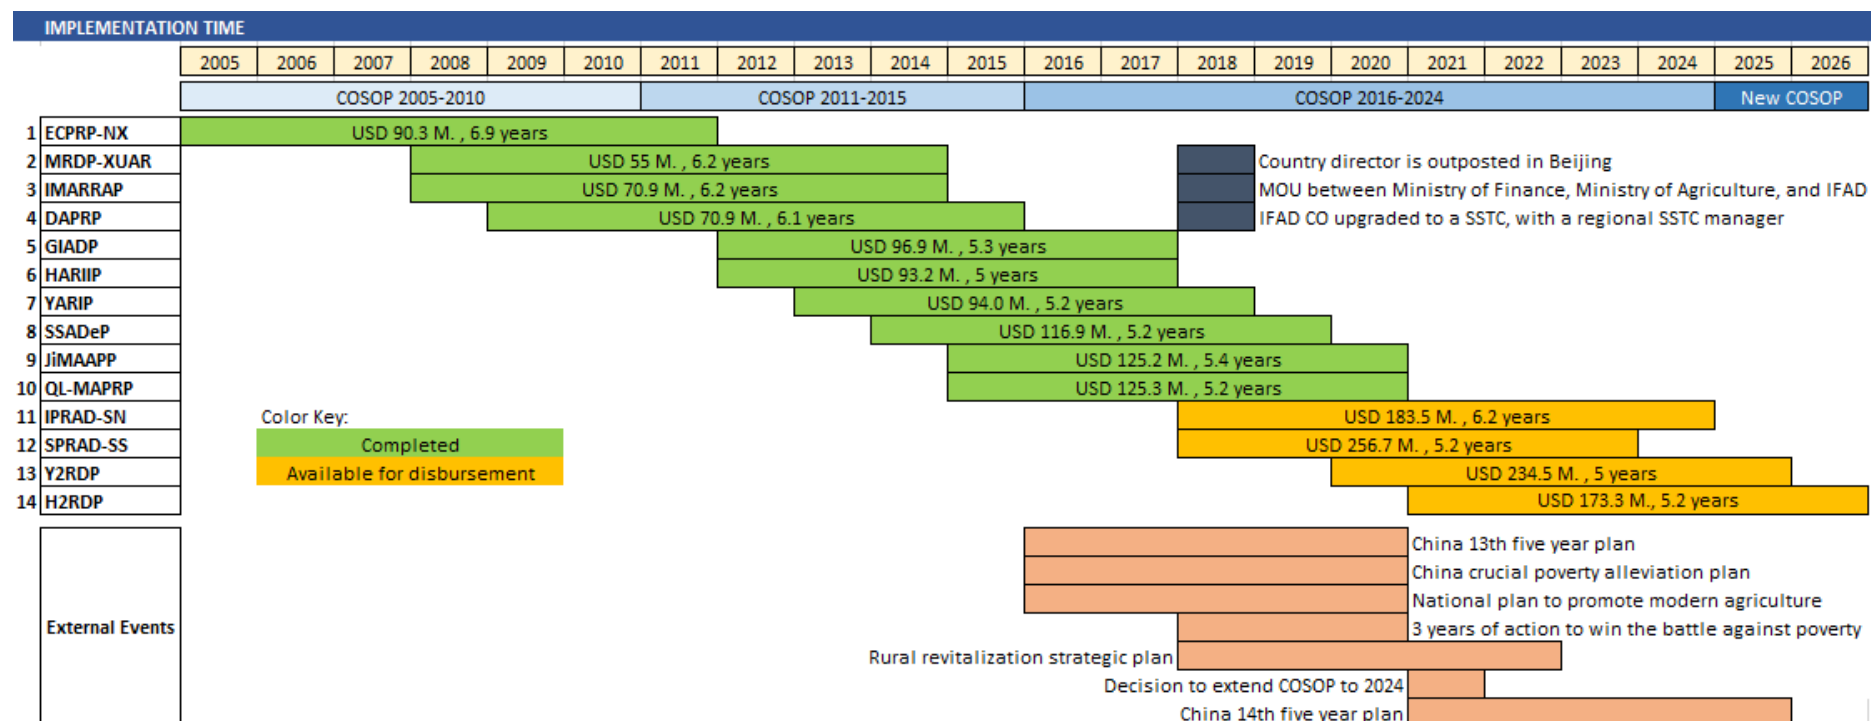 IMPLEMENTATION TIME
2005 2006 2007 2008 2009 2010 2011 2012 2013 2014 2015 2016 2017 2018 2019 2020 2021 2022 2023 2024 2025 2026
COSOP 2005-2010 COSOP 2011-2015 COSOP 2016-2024 New COSOP
1 ECPRP-NX USD 90.3 M. , 6.9 years
2 MRDP-XUAR USD 55 M. , 6.2 years Country director is outposted in Beijing
3 IMARRAP USD 70.9 M. , 6.2 years MOU between Ministry of Finance, Ministry of Agriculture, and IFAD
4 DAPRP USD 70.9 M. , 6.1 years IFAD CO upgraded to a SSTC, with a regional SSTC manager
5 GIADP USD 96.9 M. , 5.3 years
6 HARIIP USD 93.2 M. , 5 years
7 YARIP USD 94.0 M. , 5.2 years
8 SSADeP USD 116.9 M. , 5.2 years
9 JiMAAPP USD 125.2 M. , 5.4 years
10 QL-MAPRP USD 125.3 M. , 5.2 years
11 IPRAD-SN Color Key: USD 183.5 M. , 6.2 years
12 SPRAD-SS Completed USD 256.7 M. , 5.2 years
13 Y2RDP Available for disbursement USD 234.5 M. , 5 years
14 H2RDP USD 173.3 M., 5.2 years
China 13th five year plan
China crucial poverty alleviation plan
National plan to promote modern agriculture
External Events 3 years of action to win the battle against poverty
Rural revitalization strategic plan
Decision to extend COSOP to 2024
China 14th five year plan